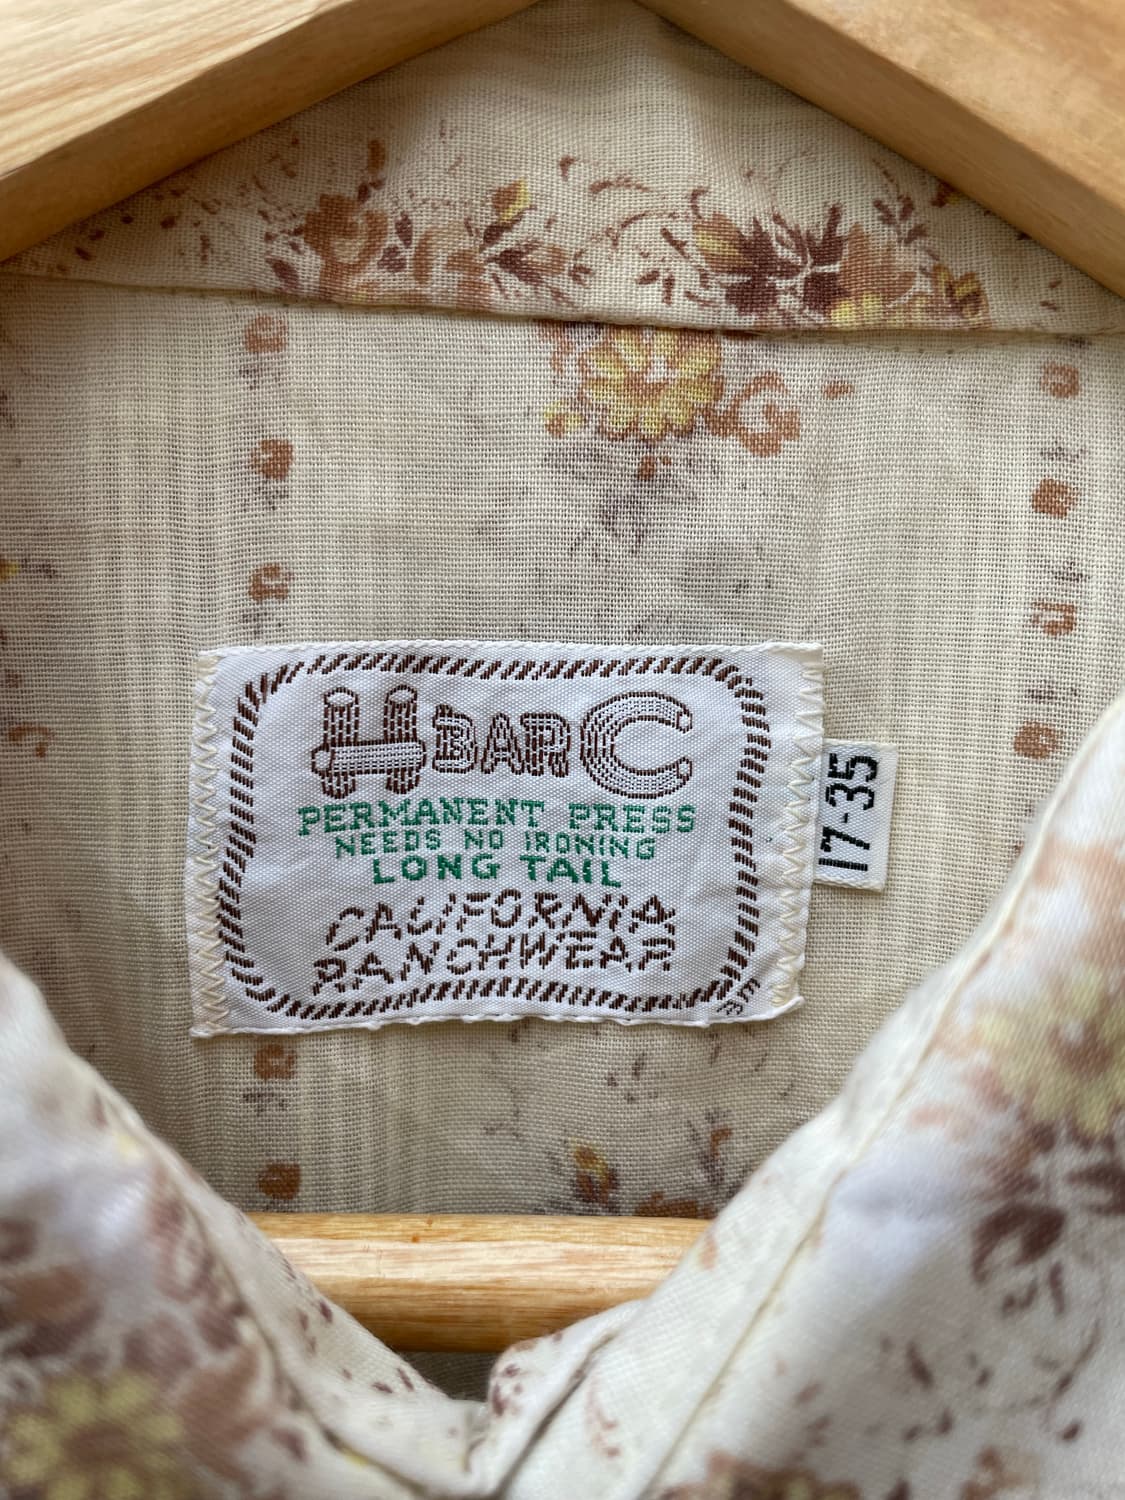 H BAR C
PERMANENT PRESS
NEEDS NO IRONING
LONG TAIL
CALIFORNIA
RANCHWEAR
17-35